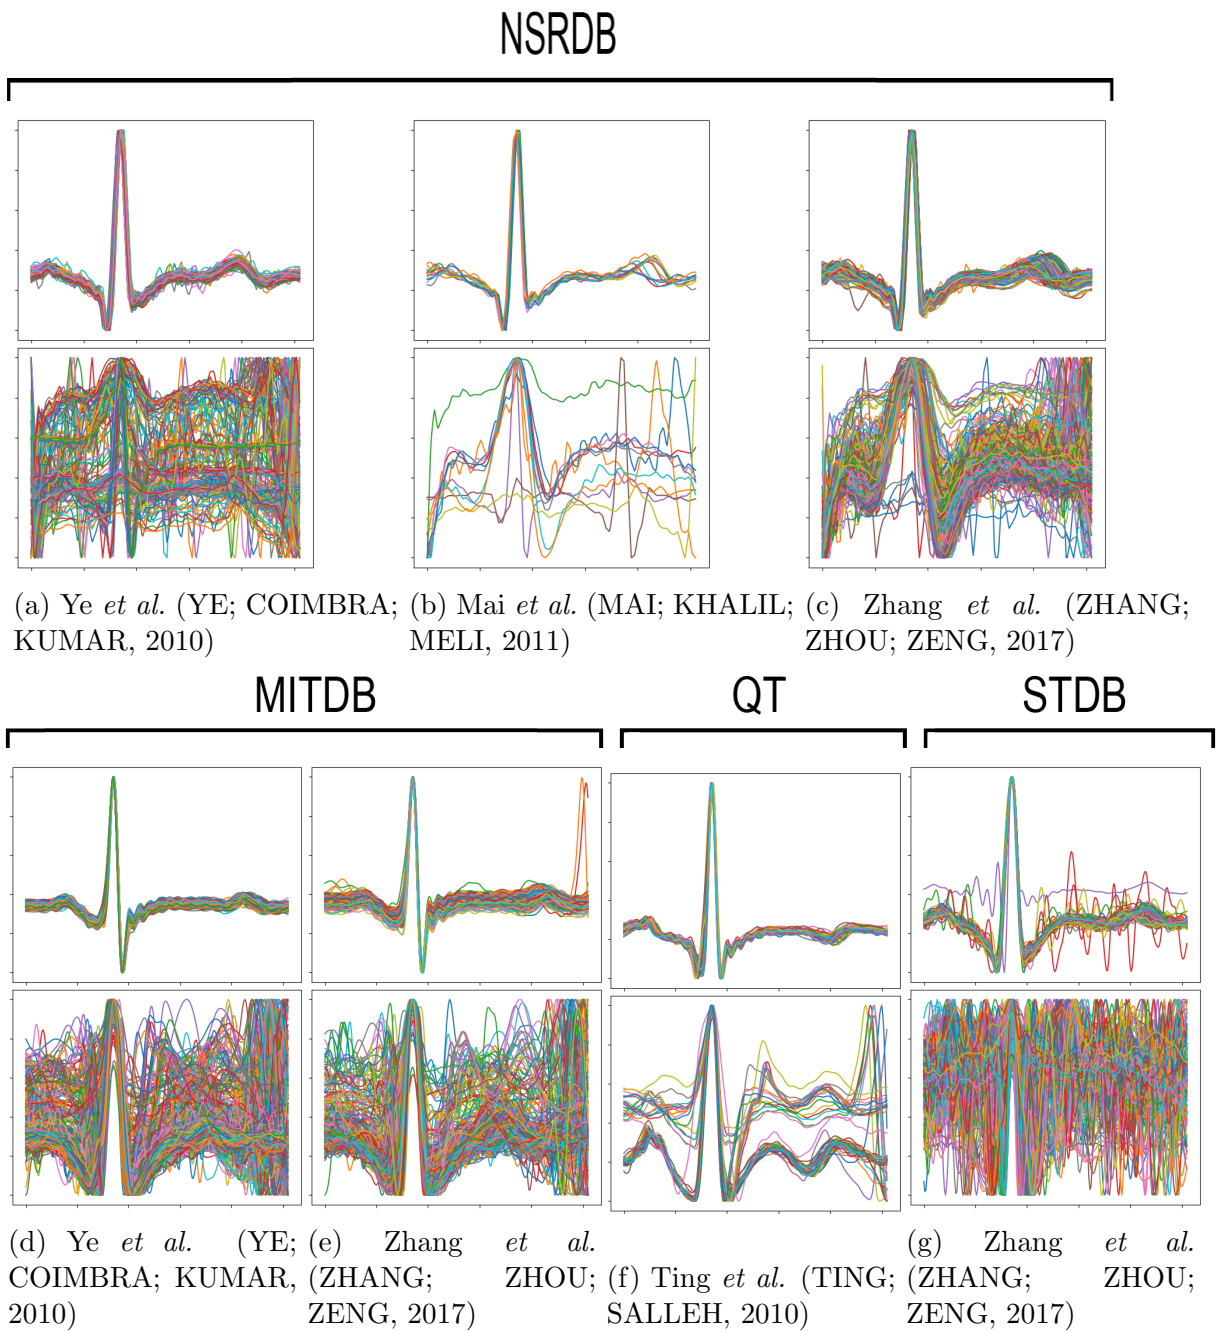 NSRDB
(a) Ye et al. (YE; COIMBRA;
KUMAR, 2010)
(b) Mai et al. (MAI; KHALIL;
MELI, 2011)
(c) Zhang et al. (ZHANG;
ZHOU; ZENG, 2017)
MITDB
QT
STDB
(d) Ye et al. (YE;
COIMBRA; KUMAR,
2010)
(e) Zhang et al.
(ZHANG; ZHOU;
ZENG, 2017)
(f) Ting et al. (TING;
SALLEH, 2010)
(g) Zhang et al.
(ZHANG; ZHOU;
ZENG, 2017)